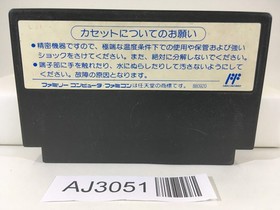 カセットについてのお願い
●精密機器ですので、極端な温度条件下での使用や保管および強い
ショックをさけてください。また、絶対に分解しないでください。
●端子部に手を触れたり、水にぬらしたりして汚さないようにして
ください。故障の原因となります。
ファミリーコンピュータ・ファミコンは任天堂の商標です。
AJ3051